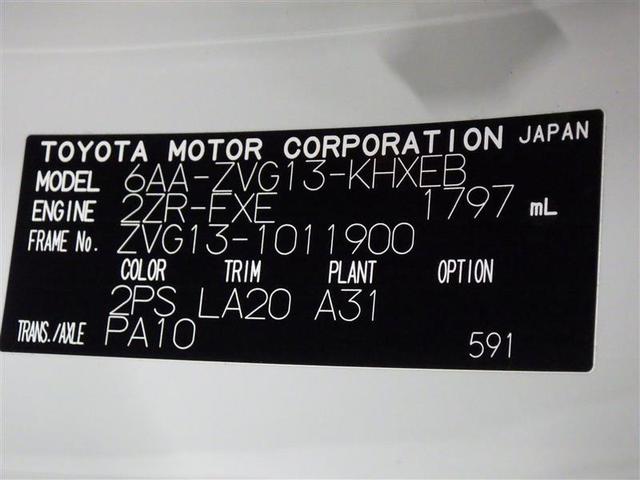 TOYOTA MOTOR CORPORATION JAPAN
MODEL 6AA-ZVG13-KHXEB
ENGINE 2ZR-FXE 1797 mL
FRAME No. ZVG13-1011900
COLOR TRIM PLANT OPTION
2PS LA20 A31
TRANS./AXLE PA10 591